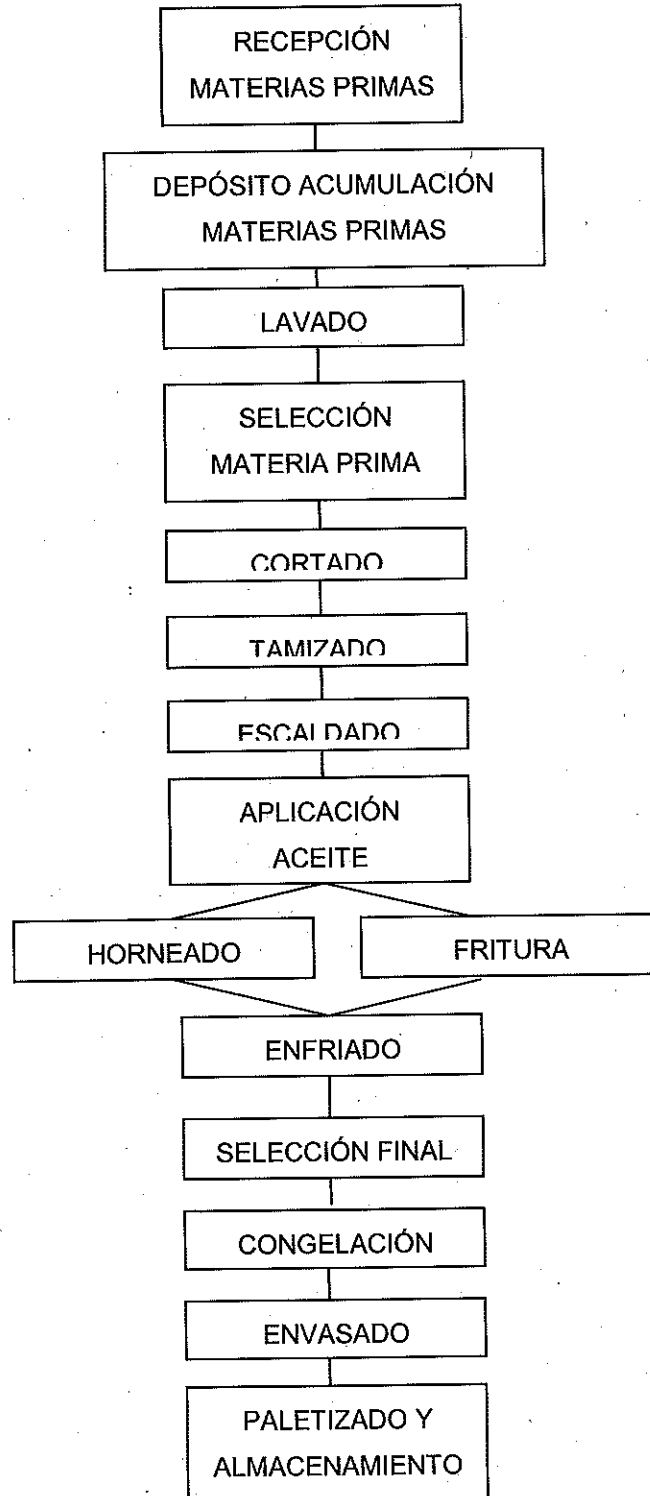 RECEPCIÓN
MATERIAS PRIMAS
DEPÓSITO ACUMULACIÓN
MATERIAS PRIMAS
LAVADO
SELECCIÓN
MATERIA PRIMA
CORTADO
TAMIZADO
ESCALDADO
APLICACIÓN
ACEITE
HORNEADO
FRITURA
ENFRIADO
SELECCIÓN FINAL
CONGELACIÓN
ENVASADO
PALETIZADO Y
ALMACENAMIENTO